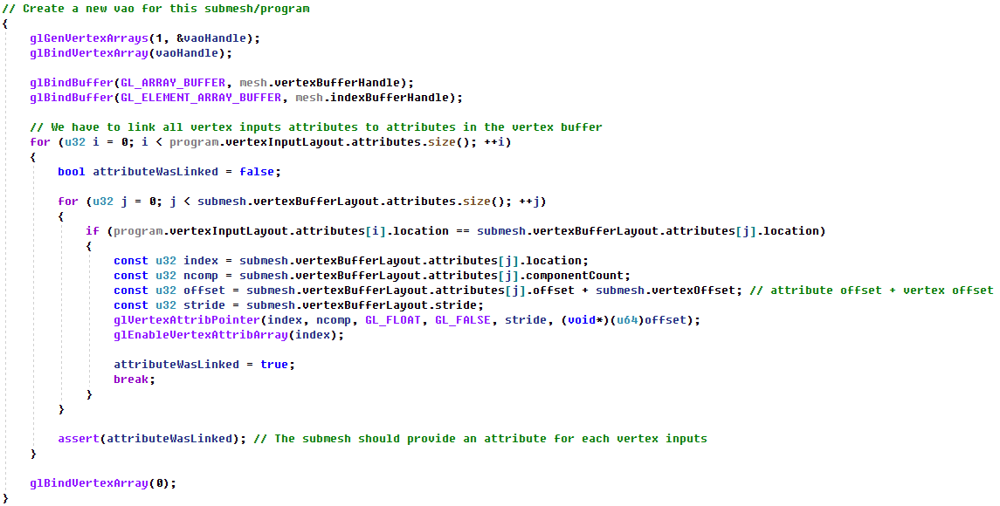 // Create a new vao for this submesh/program
{
    glGenVertexArrays(1, &vaoHandle);
    glBindVertexArray(vaoHandle);

    glBindBuffer(GL_ARRAY_BUFFER, mesh.vertexBufferHandle);
    glBindBuffer(GL_ELEMENT_ARRAY_BUFFER, mesh.indexBufferHandle);

    // We have to link all vertex inputs attributes to attributes in the vertex buffer
    for (u32 i = 0; i < program.vertexInputLayout.attributes.size(); ++i)
    {
        bool attributeWasLinked = false;

        for (u32 j = 0; j < submesh.vertexBufferLayout.attributes.size(); ++j)
        {
            if (program.vertexInputLayout.attributes[i].location == submesh.vertexBufferLayout.attributes[j].location)
            {
                const u32 index = submesh.vertexBufferLayout.attributes[j].location;
                const u32 ncomp = submesh.vertexBufferLayout.attributes[j].componentCount;
                const u32 offset = submesh.vertexBufferLayout.attributes[j].offset + submesh.vertexOffset; // attribute offset + vertex offset
                const u32 stride = submesh.vertexBufferLayout.stride;
                glVertexAttribPointer(index, ncomp, GL_FLOAT, GL_FALSE, stride, (void*)(u64)offset);
                glEnableVertexAttribArray(index);

                attributeWasLinked = true;
                break;
            }
        }

        assert(attributeWasLinked); // The submesh should provide an attribute for each vertex inputs
    }

    glBindVertexArray(0);
}